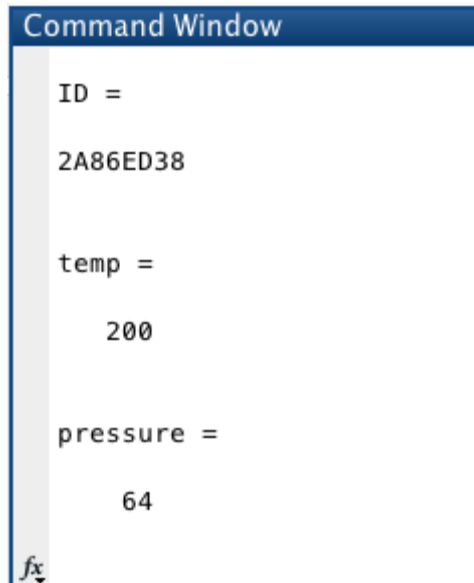 Command Window
ID =
2A86ED38
temp =
200
pressure =
64
fx